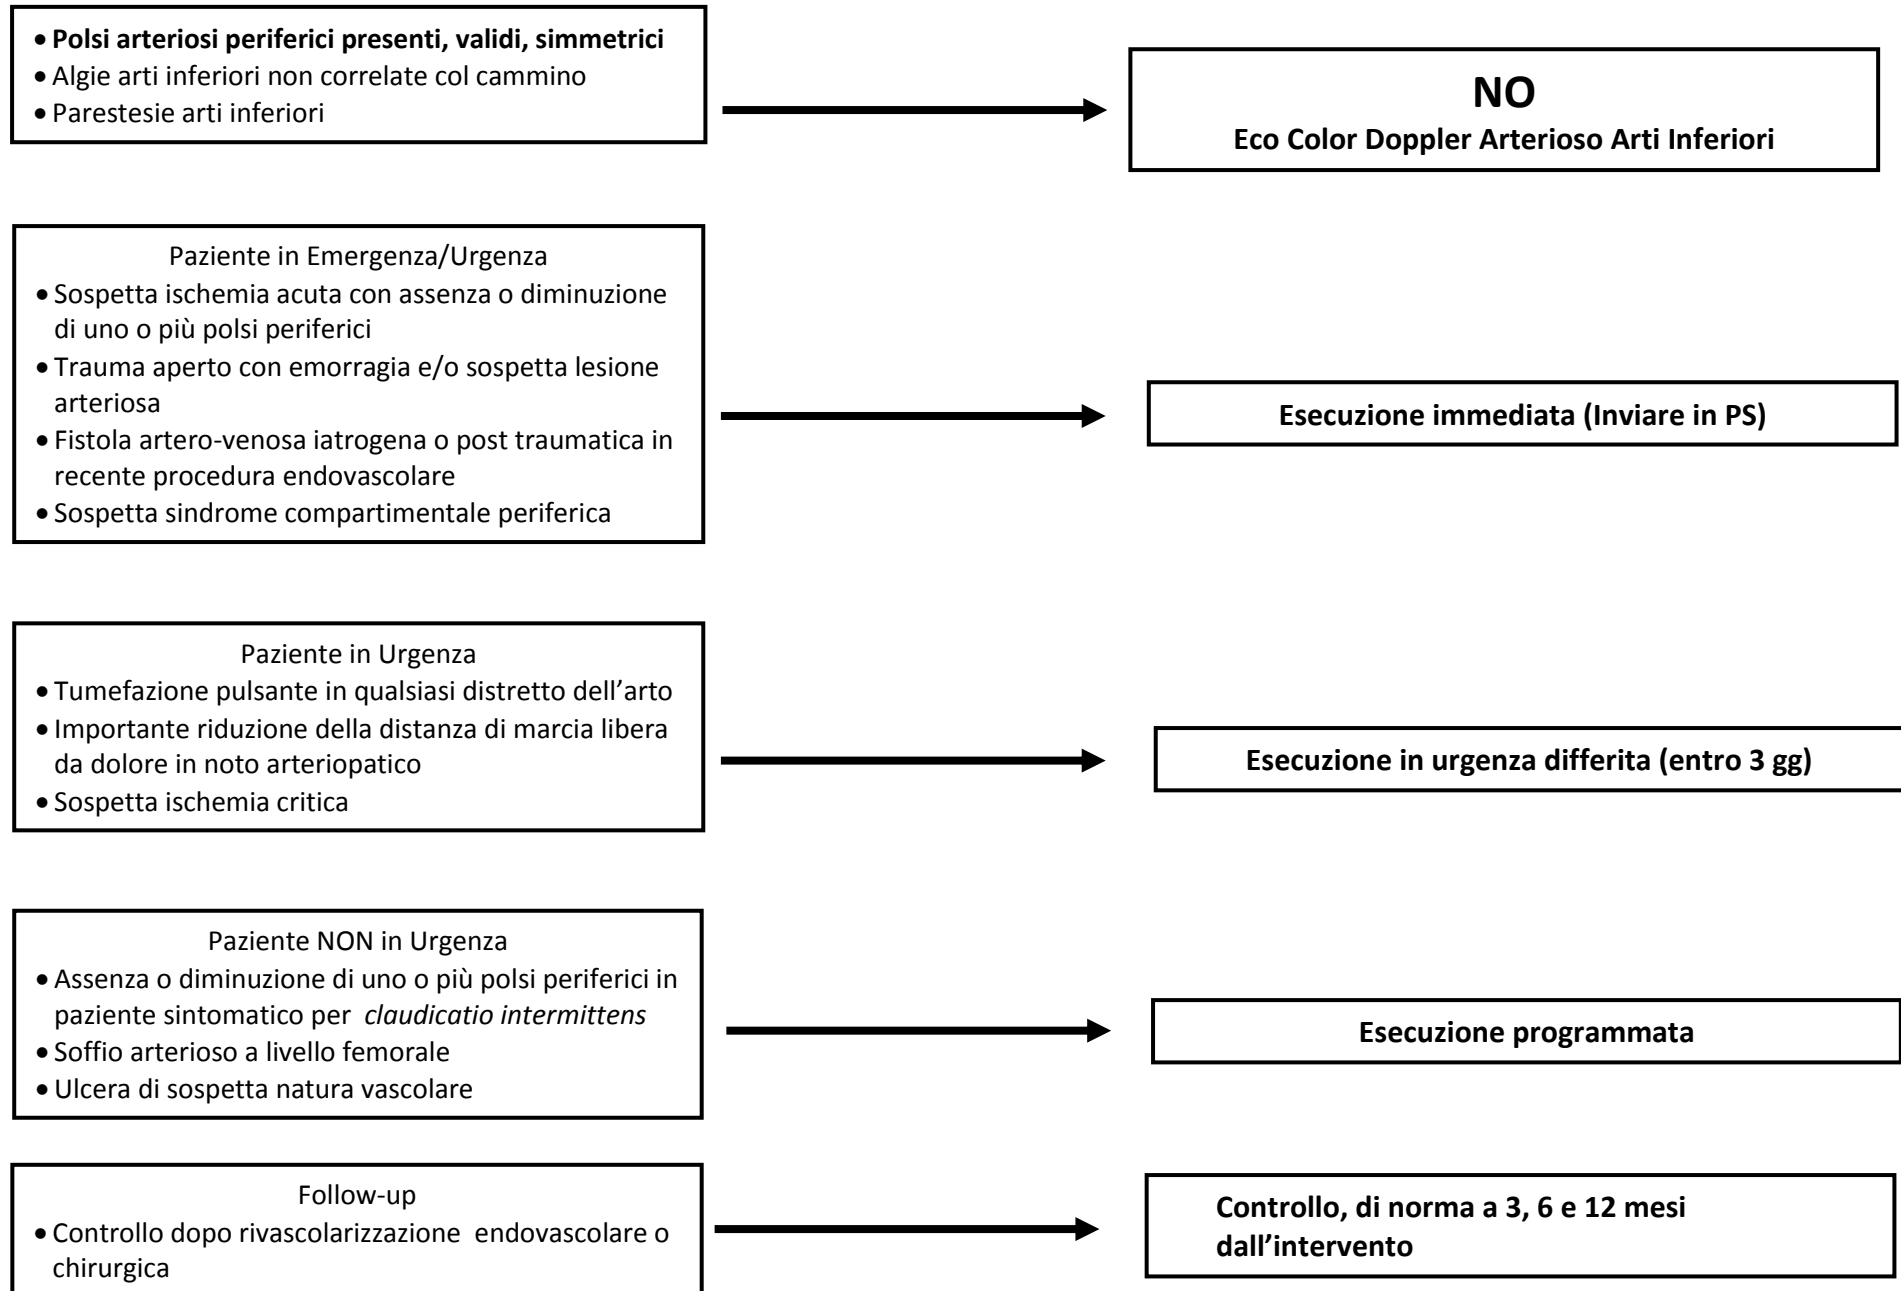 • Polsi arteriosi periferici presenti, validi, simmetrici
• Algie arti inferiori non correlate col cammino
• Parestesie arti inferiori
NO
Eco Color Doppler Arterioso Arti Inferiori
Paziente in Emergenza/Urgenza
• Sospetta ischemia acuta con assenza o diminuzione
di uno o più polsi periferici
• Trauma aperto con emorragia e/o sospetta lesione
arteriosa
• Fistola artero-venosa iatrogena o post traumatica in
recente procedura endovascolare
• Sospetta sindrome compartimentale periferica
Esecuzione immediata (Inviare in PS)
Paziente in Urgenza
• Tumefazione pulsante in qualsiasi distretto dell’arto
• Importante riduzione della distanza di marcia libera
da dolore in noto arteriopatico
• Sospetta ischemia critica
Esecuzione in urgenza differita (entro 3 gg)
Paziente NON in Urgenza
• Assenza o diminuzione di uno o più polsi periferici in
paziente sintomatico per claudicatio intermittens
• Soffio arterioso a livello femorale
• Ulcera di sospetta natura vascolare
Esecuzione programmata
Follow-up
• Controllo dopo rivascolarizzazione endovascolare o
chirurgica
Controllo, di norma a 3, 6 e 12 mesi
dall’intervento